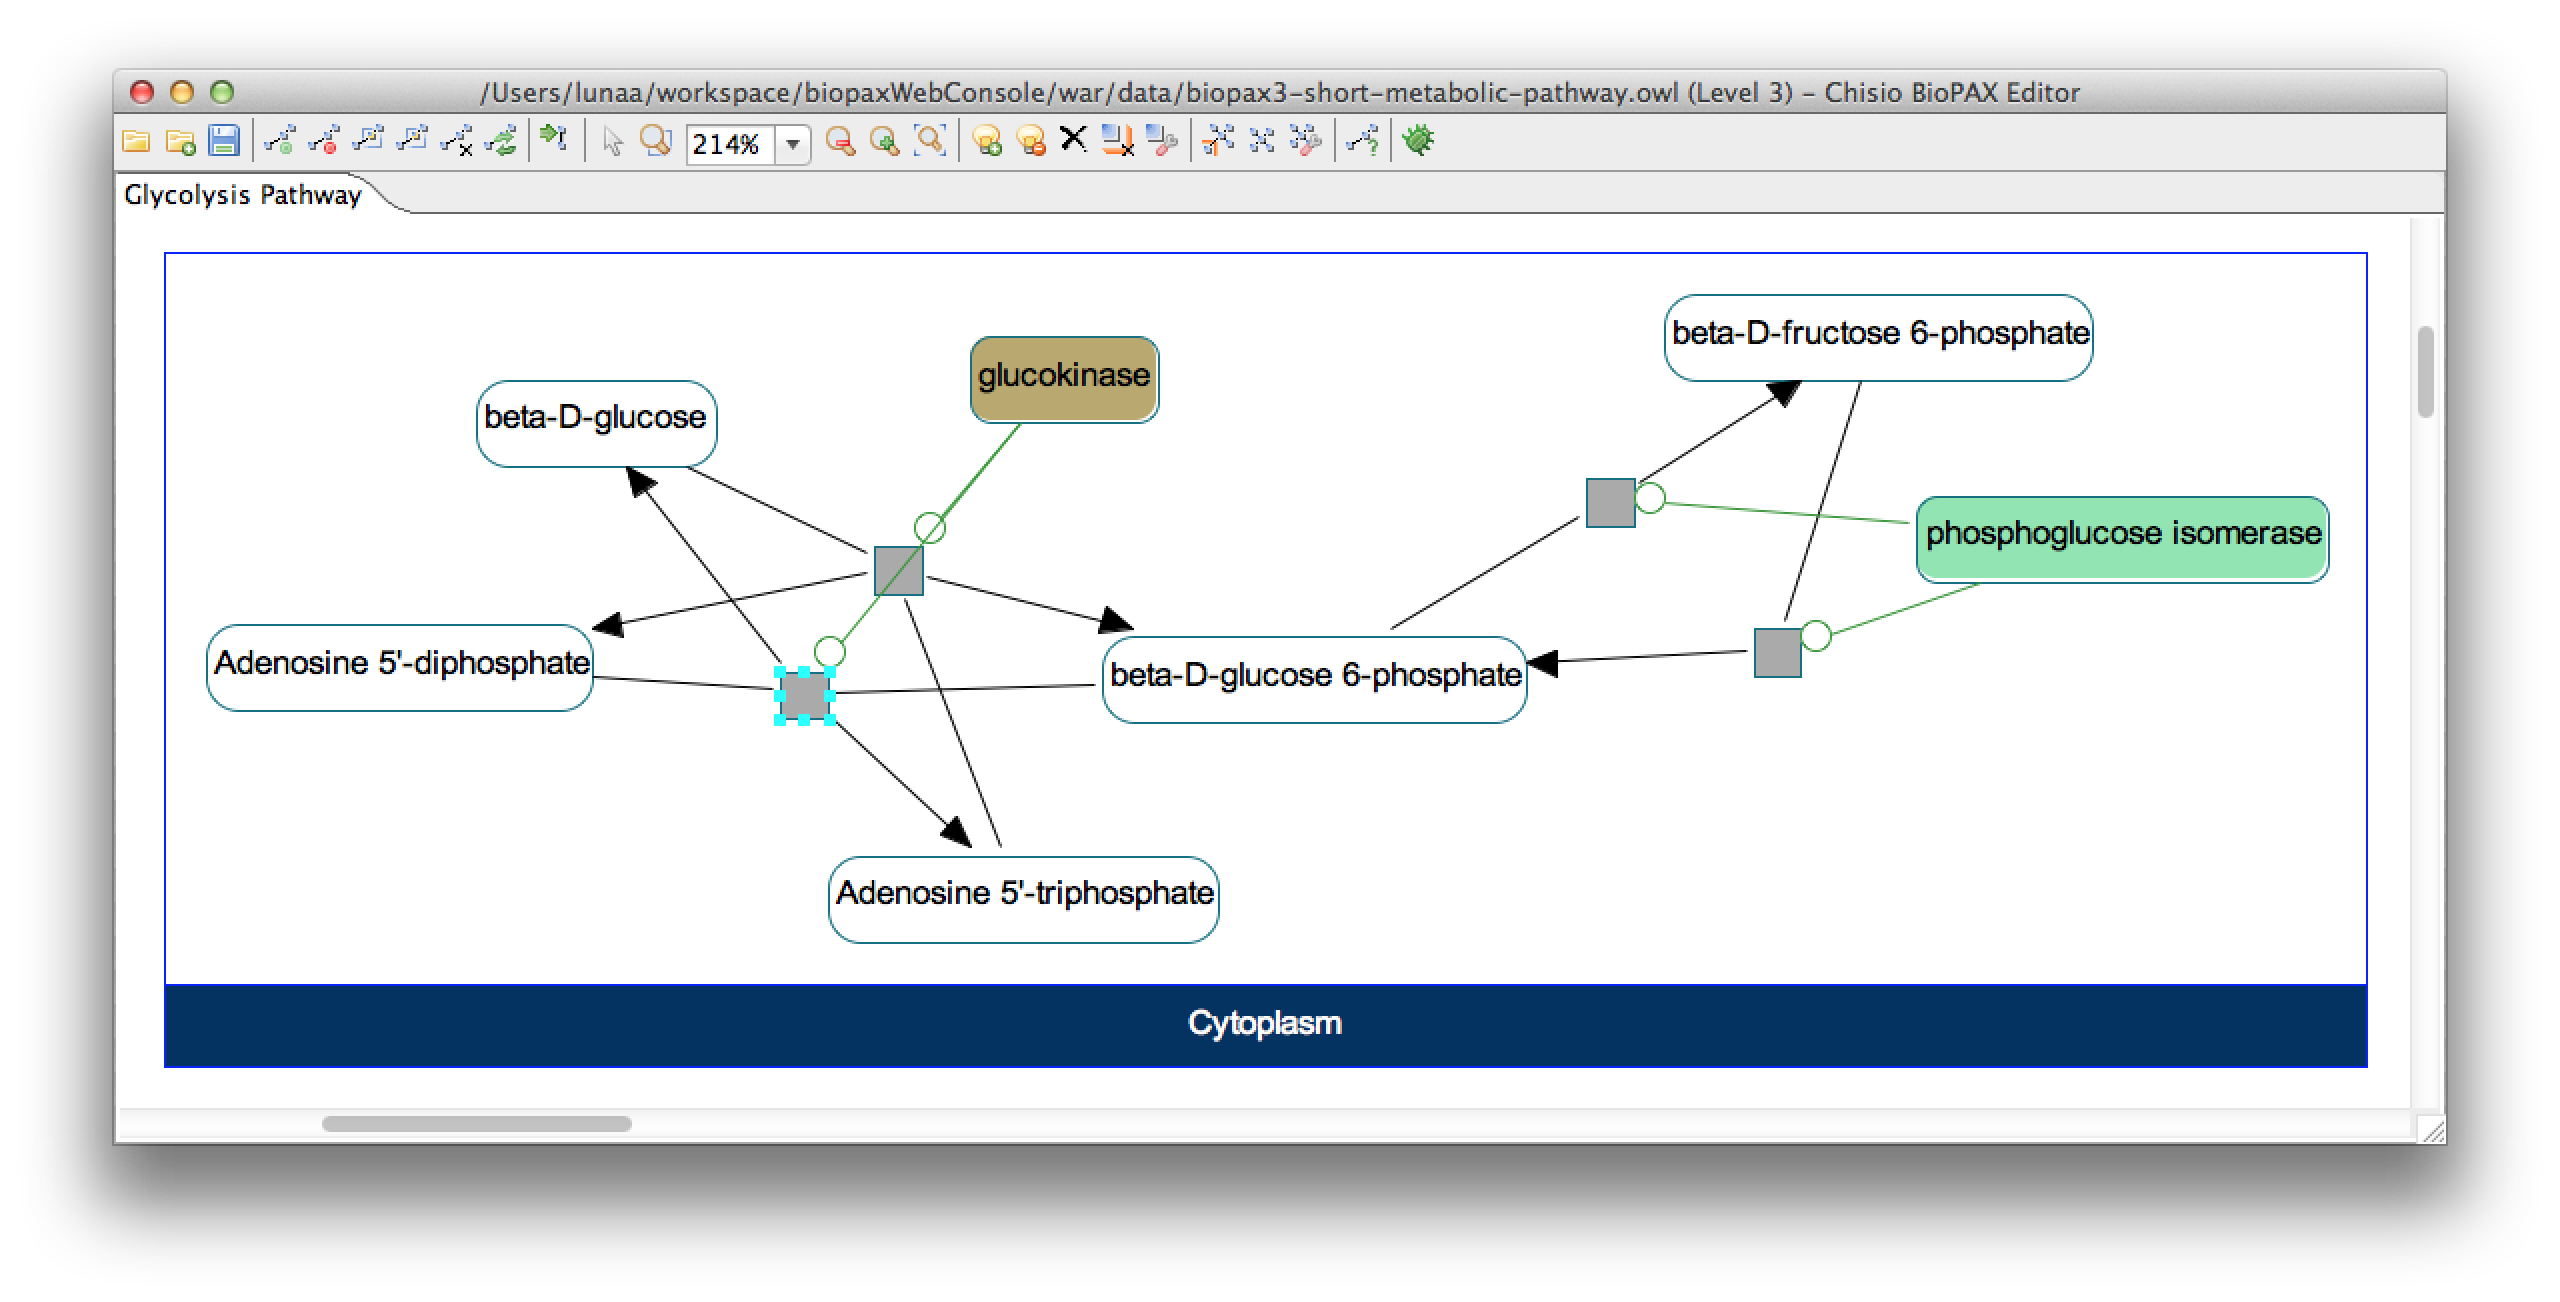 /Users/lunaa/workspace/biopaxWebConsole/war/data/biopax3-short-metabolic-pathway.owl (Level 3) – Chisio BioPAX Editor
214%
Glycolysis Pathway
beta-D-fructose 6-phosphate
glucokinase
beta-D-glucose
phosphoglucose isomerase
Adenosine 5'-diphosphate
beta-D-glucose 6-phosphate
Adenosine 5'-triphosphate
Cytoplasm